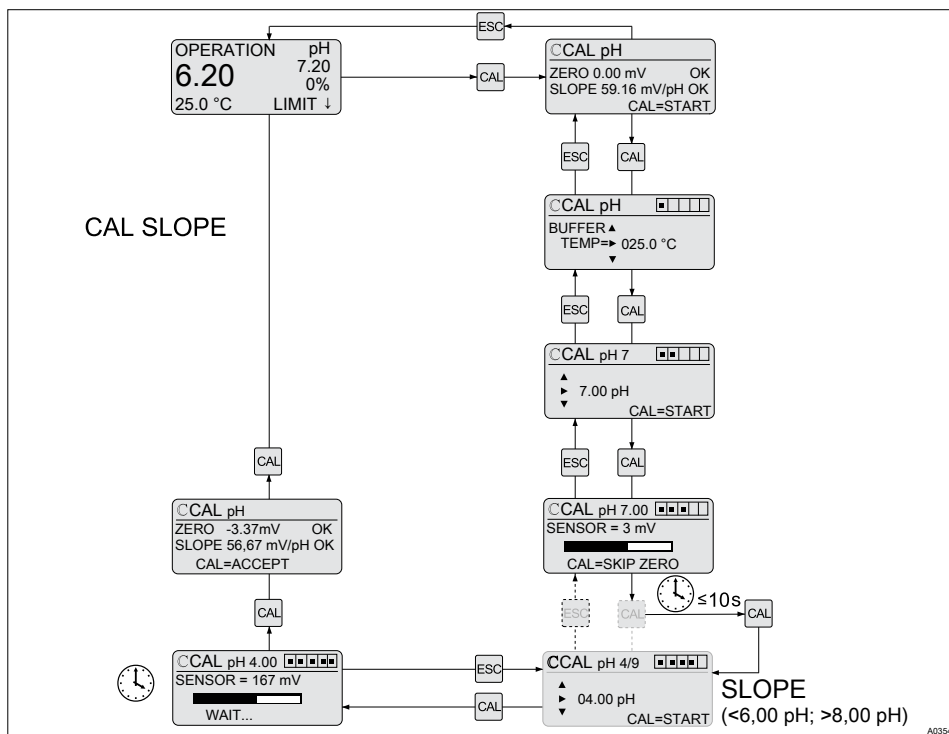 ESC
OPERATION pH
6.20 7.20
0%
25.0 °C LIMIT ↓
CAL
ℂCAL pH
ZERO 0.00 mV OK
SLOPE 59.16 mV/pH OK
CAL=START
ESC
CAL
CAL SLOPE
ℂCAL pH
BUFFER ▲
TEMP=► 025.0 °C
▼
ESC
CAL
ℂCAL pH 7
▲
► 7.00 pH
▼
CAL=START
CAL
ESC
CAL
ℂCAL pH
ZERO -3.37mV OK
SLOPE 56,67 mV/pH OK
CAL=ACCEPT
ℂCAL pH 7.00
SENSOR = 3 mV
CAL=SKIP ZERO
CAL
ESC
CAL
≤10s
CAL
ℂCAL pH 4.00
SENSOR = 167 mV
WAIT...
ESC
CAL
ℂCAL pH 4/9
▲
► 04.00 pH
▼
CAL=START
SLOPE
(<6,00 pH; >8,00 pH)